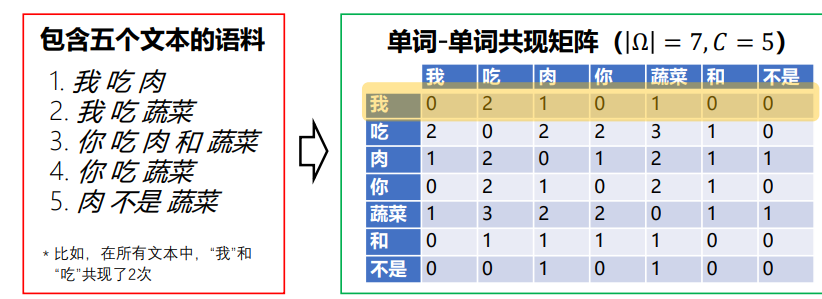 包含五个文本的语料
1. 我 吃 肉
2. 我 吃 蔬菜
3. 你 吃 肉 和 蔬菜
4. 你 吃 蔬菜
5. 肉 不是 蔬菜
* 比如，在所有文本中，“我”和
“吃”共现了2次
单词-单词共现矩阵（|Ω| = 7, C = 5）
我 吃 肉 你 蔬菜 和 不是
我 0 2 1 0 1 0 0
吃 2 0 2 2 3 1 0
肉 1 2 0 1 2 1 1
你 0 2 1 0 2 1 0
蔬菜 1 3 2 2 0 1 1
和 0 1 1 1 1 0 0
不是 0 0 1 0 1 0 0